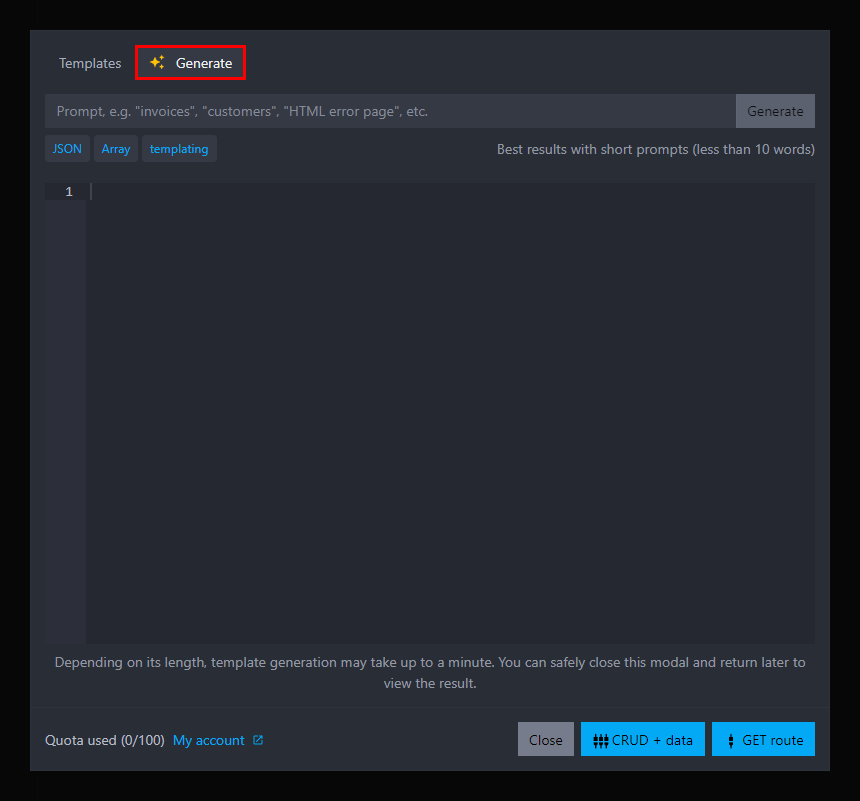 Templates Generate
Prompt, e.g. "invoices", "customers", "HTML error page", etc. Generate
JSON Array templating Best results with short prompts (less than 10 words)
1
Depending on its length, template generation may take up to a minute. You can safely close this modal and return later to
view the result.
Quota used (0/100) My account Close CRUD + data GET route